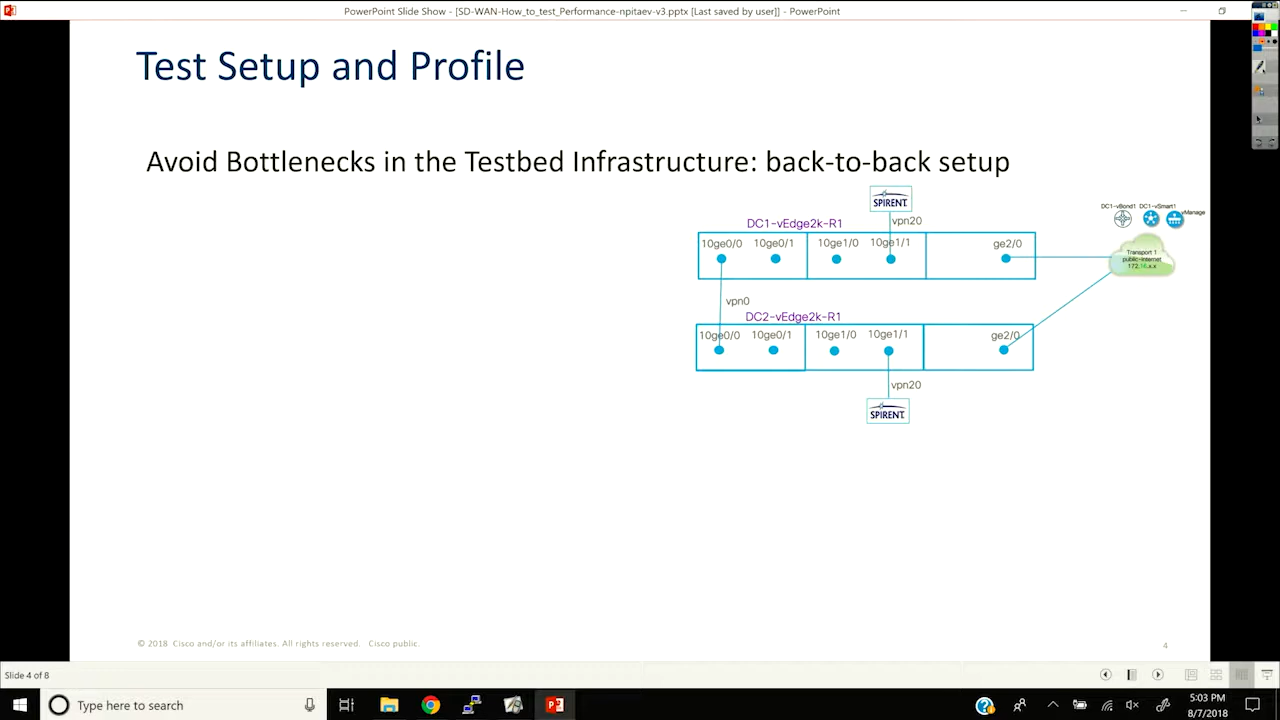 PowerPoint Slide Show - [SD-WAN-How_to_test_Performance-npitaev-v3.pptx [Last saved by user]] - PowerPoint
Test Setup and Profile
Avoid Bottlenecks in the Testbed Infrastructure: back-to-back setup
SPIRENT
vpn20
DC1-vEdge2k-R1
10ge0/0 10ge0/1 10ge1/0 10ge1/1 ge2/0
DC1-vBond1 DC1-vSmart1 vManage
Transport 1
public-internet
172.16.x.x
vpn0
DC2-vEdge2k-R1
10ge0/0 10ge0/1 10ge1/0 10ge1/1 ge2/0
vpn20
SPIRENT
© 2018 Cisco and/or its affiliates. All rights reserved. Cisco public.
4
Slide 4 of 8
Type here to search
5:03 PM
8/7/2018